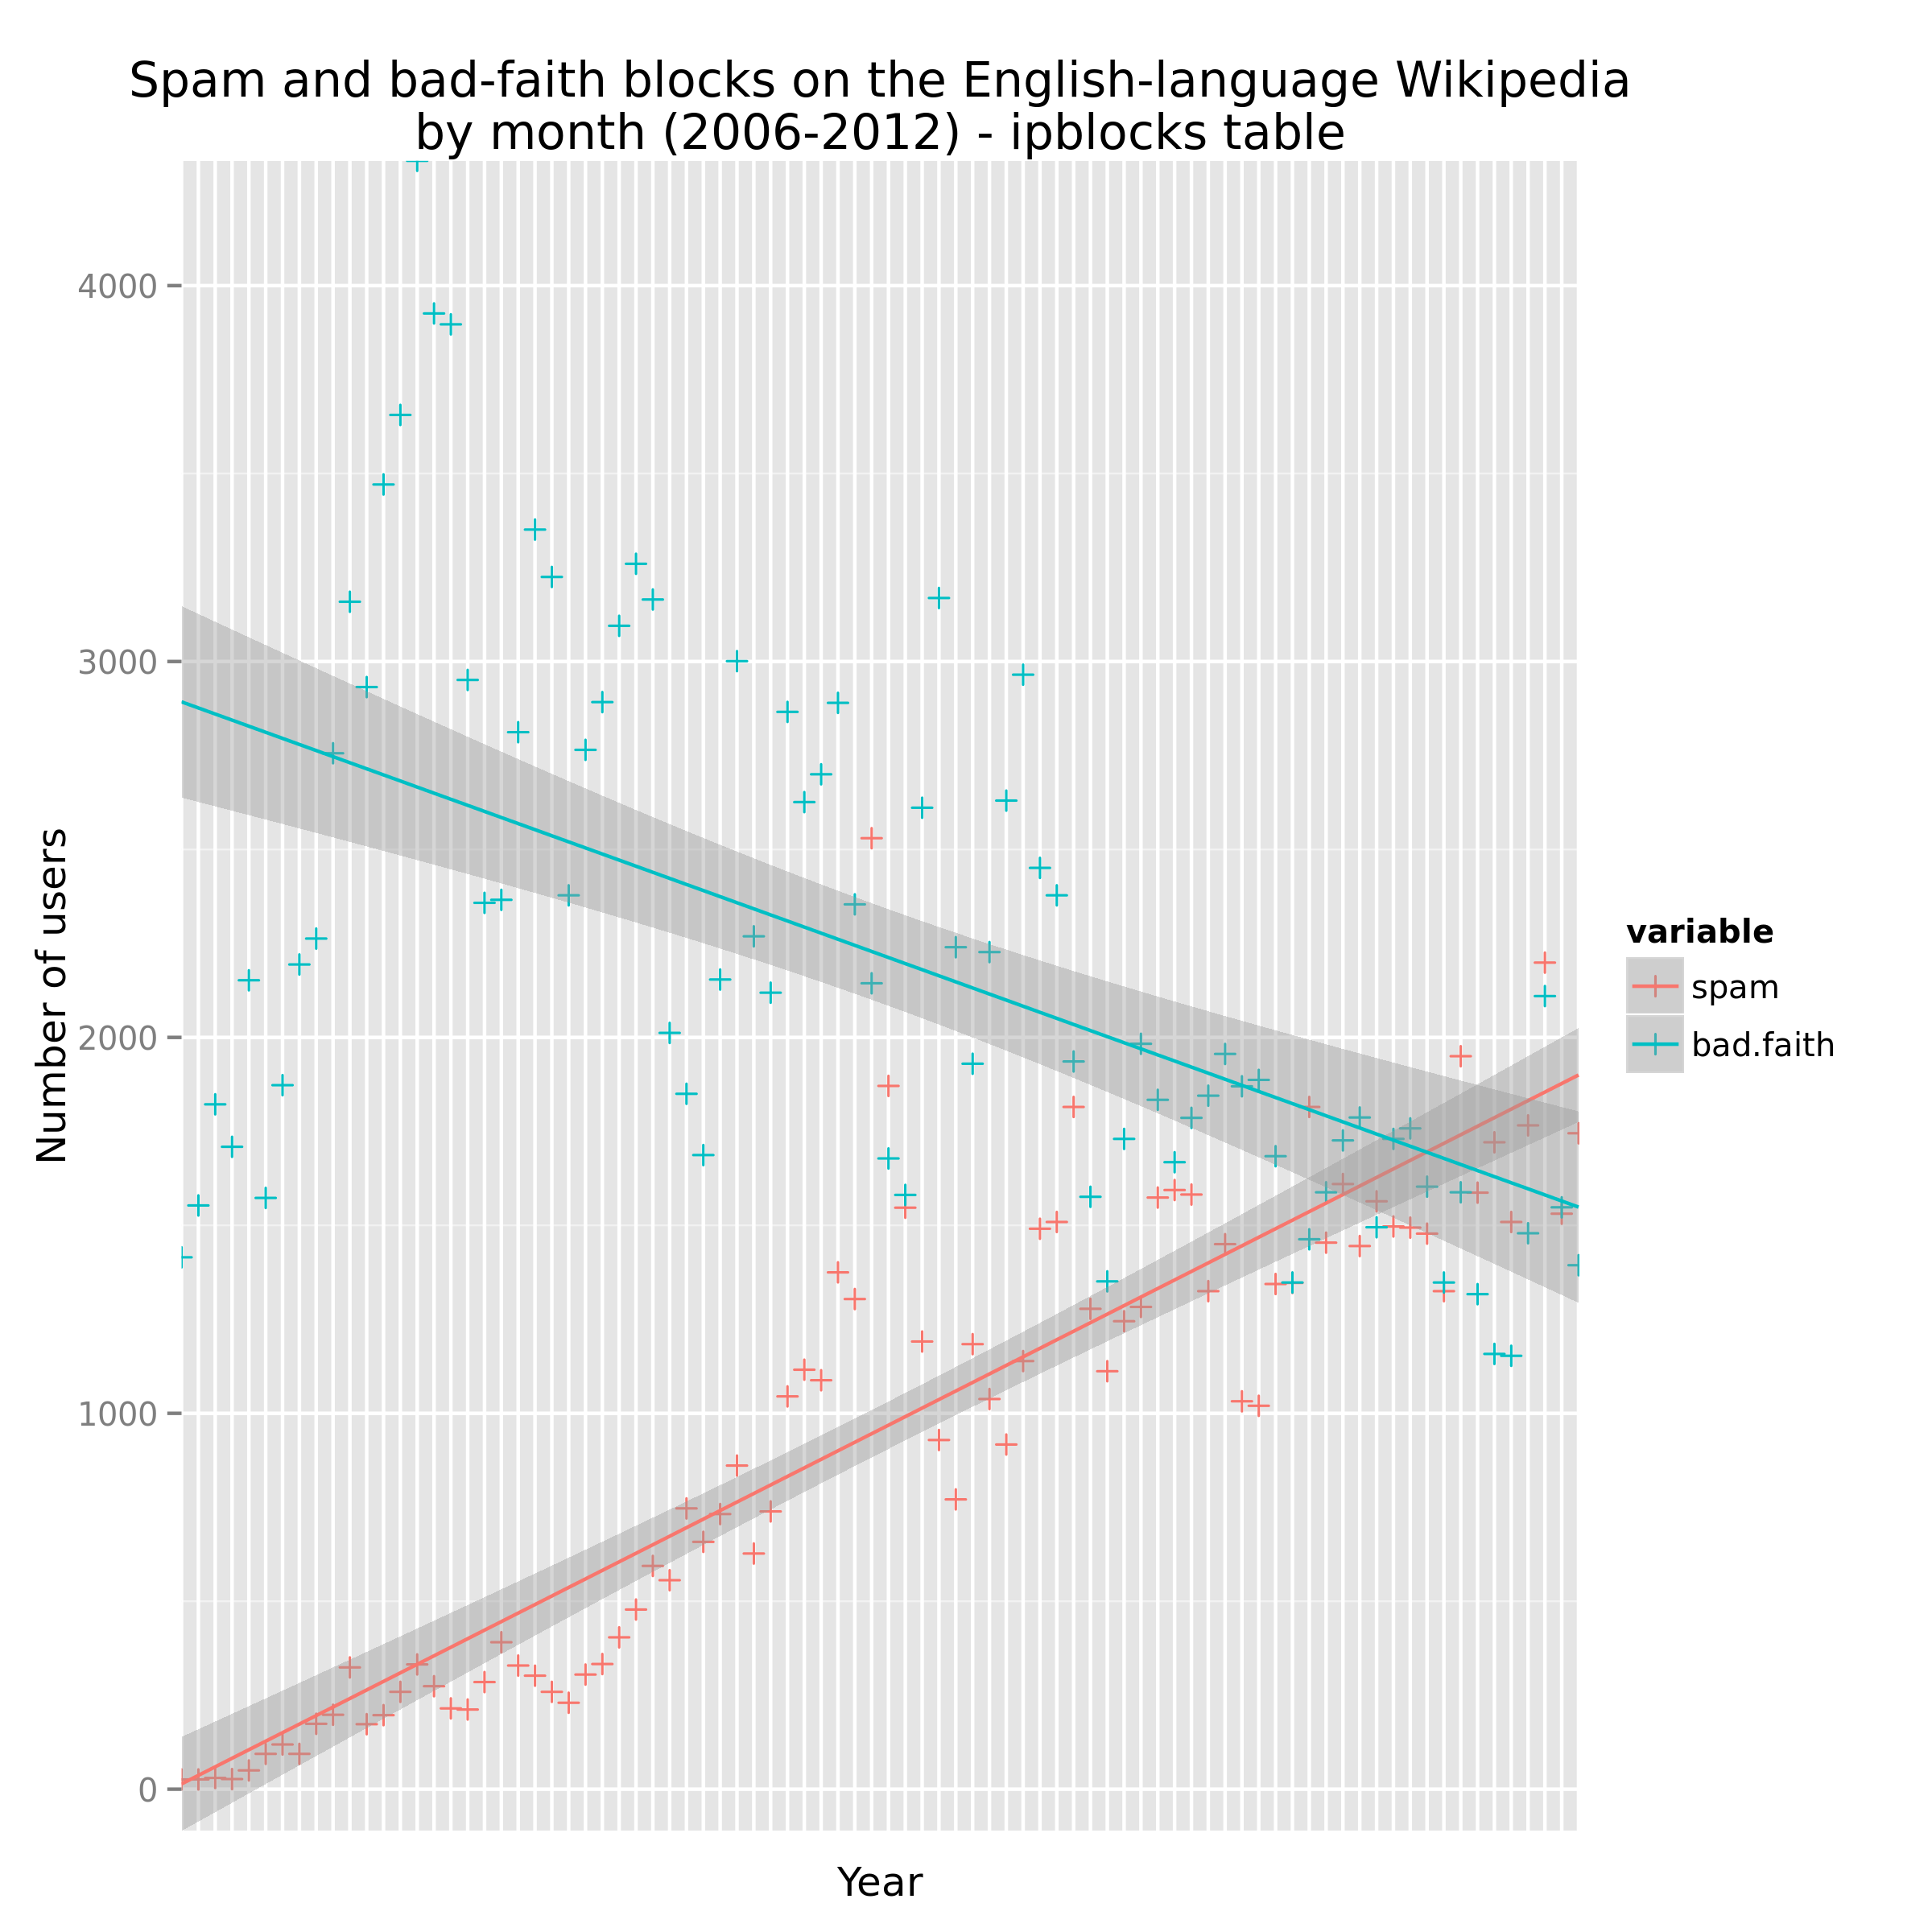 Spam and bad-faith blocks on the English-language Wikipedia
by month (2006-2012) - ipblocks table
4000
3000
2000
1000
0
Number of users
Year
variable
spam
bad.faith